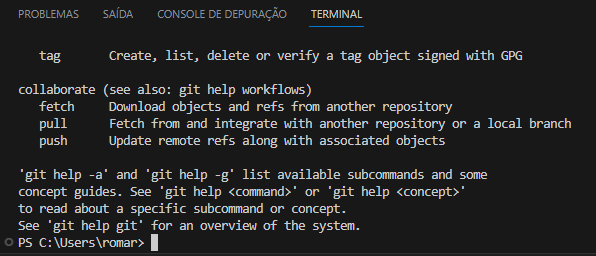 PROBLEMAS SAÍDA CONSOLE DE DEPURAÇÃO TERMINAL
tag Create, list, delete or verify a tag object signed with GPG
collaborate (see also: git help workflows)
fetch Download objects and refs from another repository
pull Fetch from and integrate with another repository or a local branch
push Update remote refs along with associated objects
'git help -a' and 'git help -g' list available subcommands and some
concept guides. See 'git help <command>' or 'git help <concept>'
to read about a specific subcommand or concept.
See 'git help git' for an overview of the system.
PS C:\Users\romar>